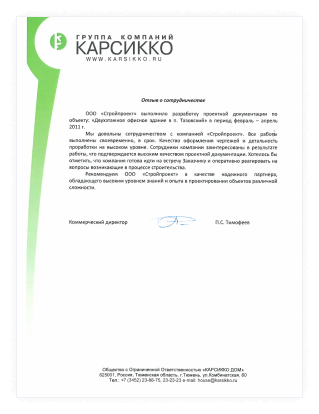 ГРУППА КОМПАНИЙ
КАРСИККО
WWW.KARSIKKO.RU
Отзыв о сотрудничестве
ООО «Стройпроект» выполнило разработку проектной документации по
объекту: «Двухэтажное офисное здание в п. Тазовский» в период февраль – апрель
2011 г.
Мы довольны сотрудничеством с компанией «Стройпроект». Все работы
выполнены своевременно, в срок. Качество оформления чертежей и детальность
проработки на высоком уровне. Сотрудники компании заинтересованы в результате
работы, что подтверждается высоким качеством проектной документации. Хотелось бы
отметить, что компания готова идти на встречу Заказчику и оперативно реагировать на
вопросы возникающие в процессе строительства.
Рекомендуем ООО «Стройпроект» в качестве надежного партнера,
обладающего высоким уровнем знаний и опыта в проектировании объектов различной
сложности.
Коммерческий директор П.С. Тимофеев
Общество с Ограниченной Ответственностью «КАРСИККО ДОМ»
625001, Россия, Тюменская область, г.Тюмень, ул.Комбинатская, 60
Тел.: +7 (3452) 23-86-75, 23-23-23 e-mail: house@karsikko.ru